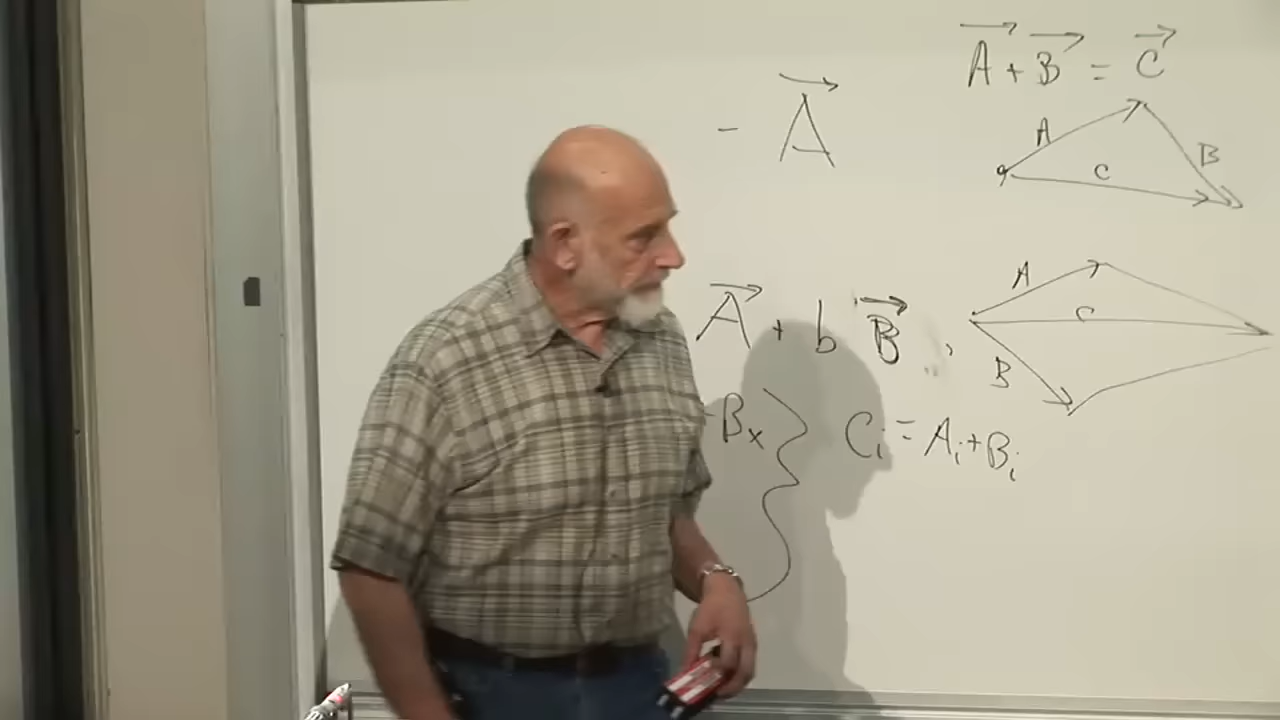 A + B = C
- A
A
B
C
A + b B ,
A
C
B
-Bx } Ci = Ai + Bi